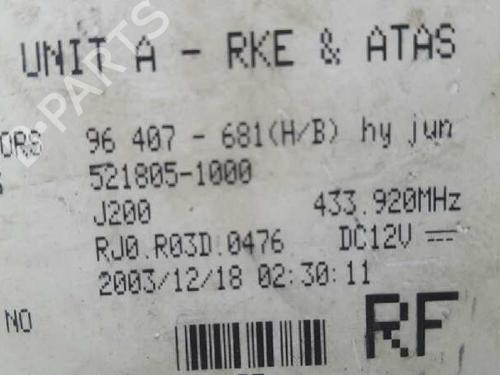 UNIT A - RKE & ATAS
ORS 96 407 - 681(H/B) hy jun
521805-1000
J200 433.920MHz
RJ0.R03D.0476 DC12V
2003/12/18 02:30:11
NO
RF
B-PARTS